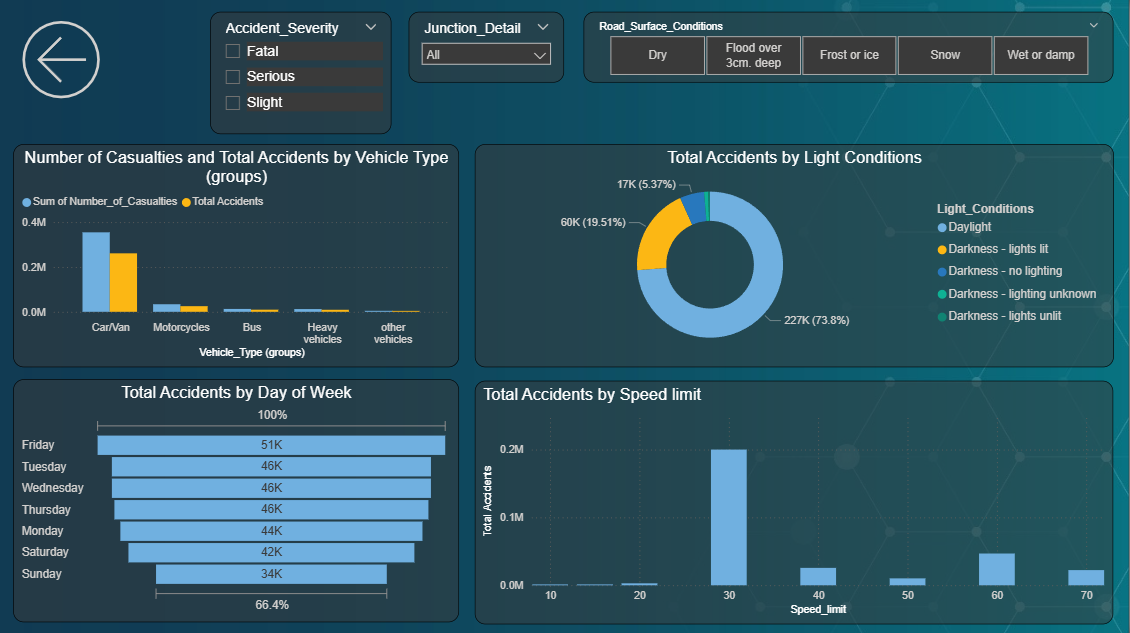 Accident_Severity
Fatal
Serious
Slight
Junction_Detail
All
Road_Surface_Conditions
Dry
Flood over
3cm. deep
Frost or ice
Snow
Wet or damp
Number of Casualties and Total Accidents by Vehicle Type
(groups)
Sum of Number_of_Casualties Total Accidents
0.4M
0.2M
0.0M
Car/Van
Motorcycles
Bus
Heavy
vehicles
other
vehicles
Vehicle_Type (groups)
Total Accidents by Light Conditions
17K (5.37%)
60K (19.51%)
227K (73.8%)
Light_Conditions
Daylight
Darkness - lights lit
Darkness - no lighting
Darkness - lighting unknown
Darkness - lights unlit
Total Accidents by Day of Week
100%
Friday 51K
Tuesday 46K
Wednesday 46K
Thursday 46K
Monday 44K
Saturday 42K
Sunday 34K
66.4%
Total Accidents by Speed limit
Total Accidents
0.2M
0.1M
0.0M
10 20 30 40 50 60 70
Speed_limit